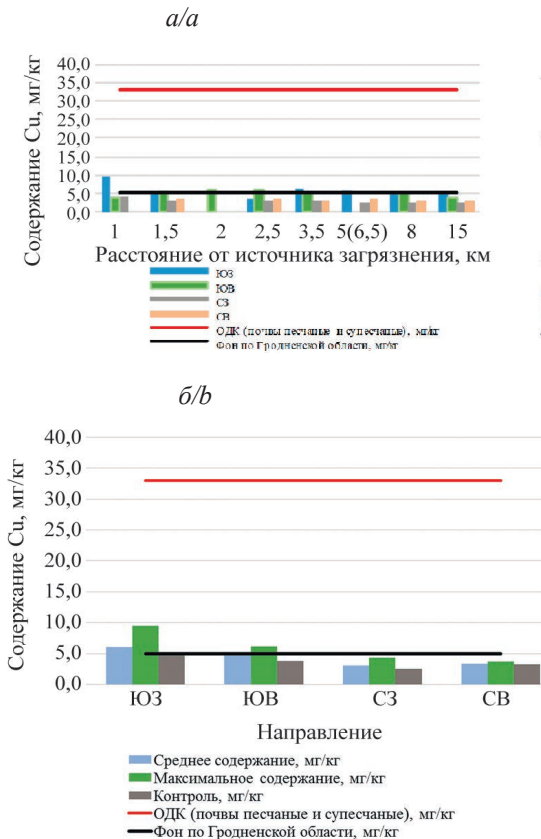 а/a
Содержание Cu, мг/кг
40,0
35,0
30,0
25,0
20,0
15,0
10,0
5,0
0,0
1 1,5 2 2,5 3,5 5(6,5) 8 15
Расстояние от источника загрязнения, км
ЮЗ
ЮВ
СЗ
СВ
ОДК (почвы песчаные и супесчаные), мг/кг
Фон по Гродненской области, мг/кг
б/b
Содержание Cu, мг/кг
40,0
35,0
30,0
25,0
20,0
15,0
10,0
5,0
0,0
ЮЗ ЮВ СЗ СВ
Направление
Среднее содержание, мг/кг
Максимальное содержание, мг/кг
Контроль, мг/кг
ОДК (почвы песчаные и супесчаные), мг/кг
Фон по Гродненской области, мг/кг